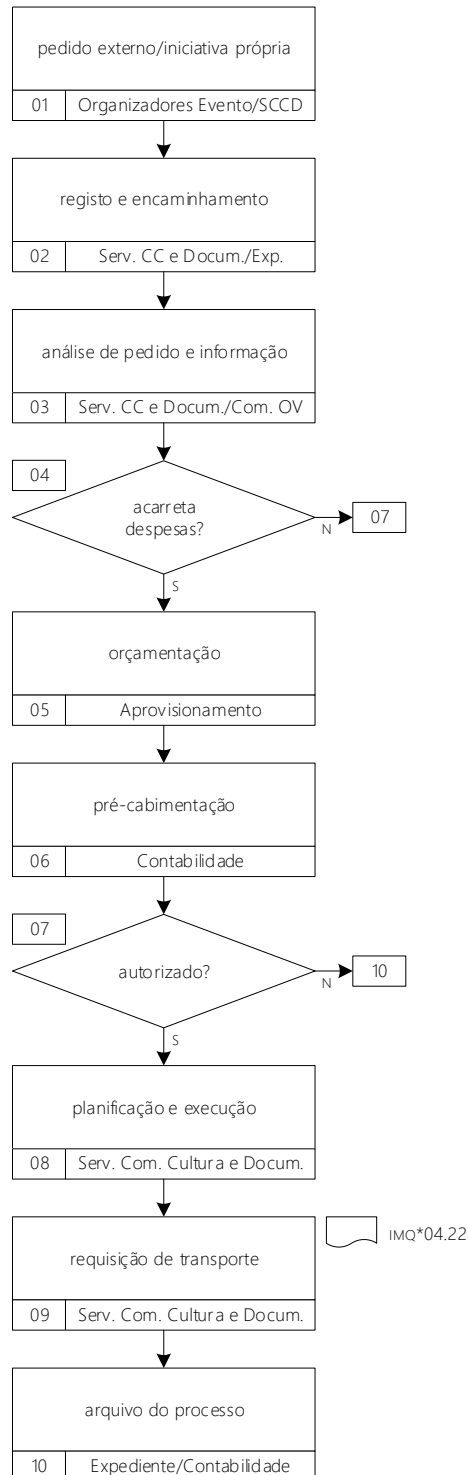 pedido externo/iniciativa própria
01 Organizadores Evento/SCCD
registo e encaminhamento
02 Serv. CC e Docum./Exp.
análise de pedido e informação
03 Serv. CC e Docum./Com. OV
04
acarreta
despesas?
N 07
S
orçamentação
05 Aprovisionamento
pré-cabimentação
06 Contabilidade
07
autorizado?
N 10
S
planificação e execução
08 Serv. Com. Cultura e Docum.
requisição de transporte
IMQ*04.22
09 Serv. Com. Cultura e Docum.
arquivo do processo
10 Expediente/Contabilidade